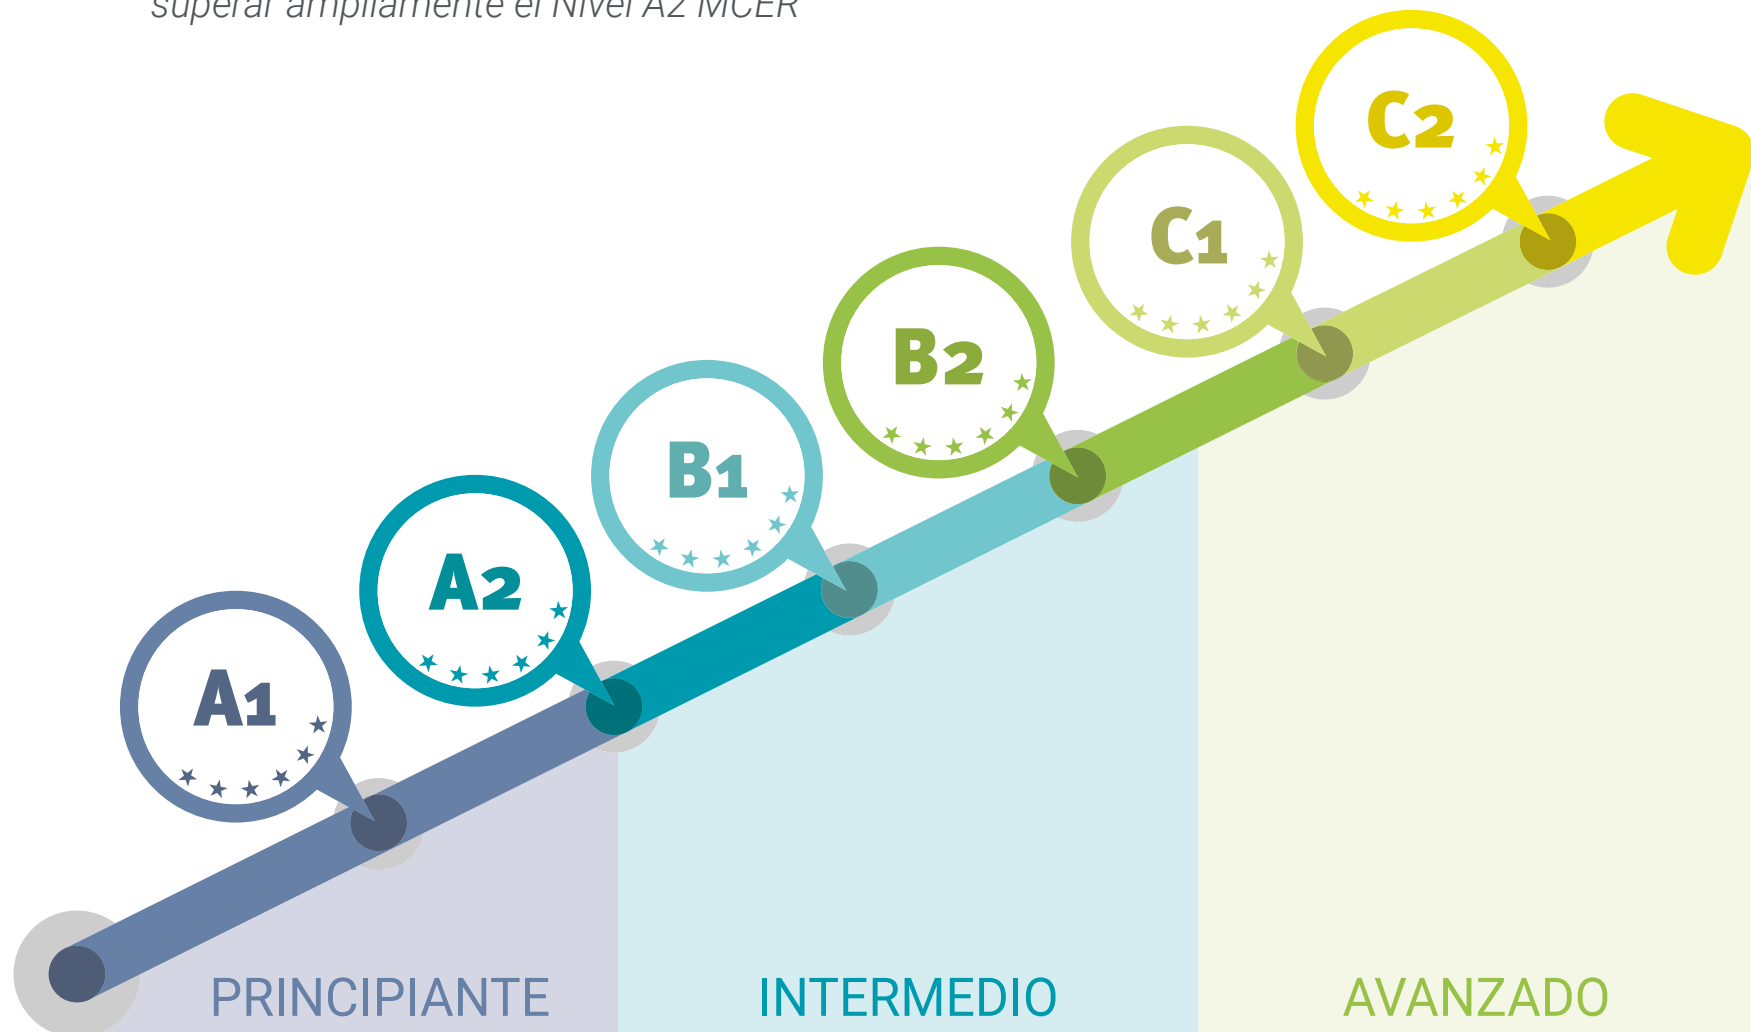 superar ampliamente el Nivel A2 MCER
C2
C1
B2
B1
A2
A1
PRINCIPIANTE
INTERMEDIO
AVANZADO